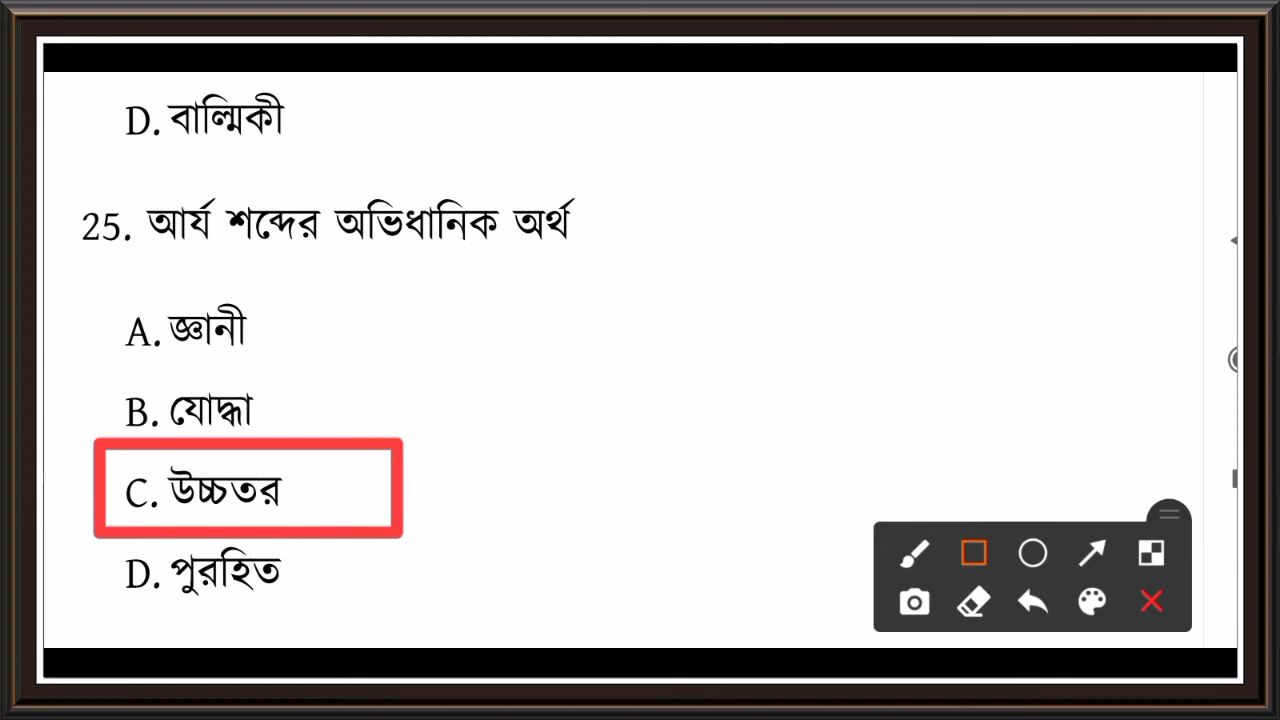 D. বাল্মিকী
25. আর্য শব্দের অভিধানিক অর্থ
A. জ্ঞানী
B. যোদ্ধা
C. উচ্চতর
D. পুরহিত